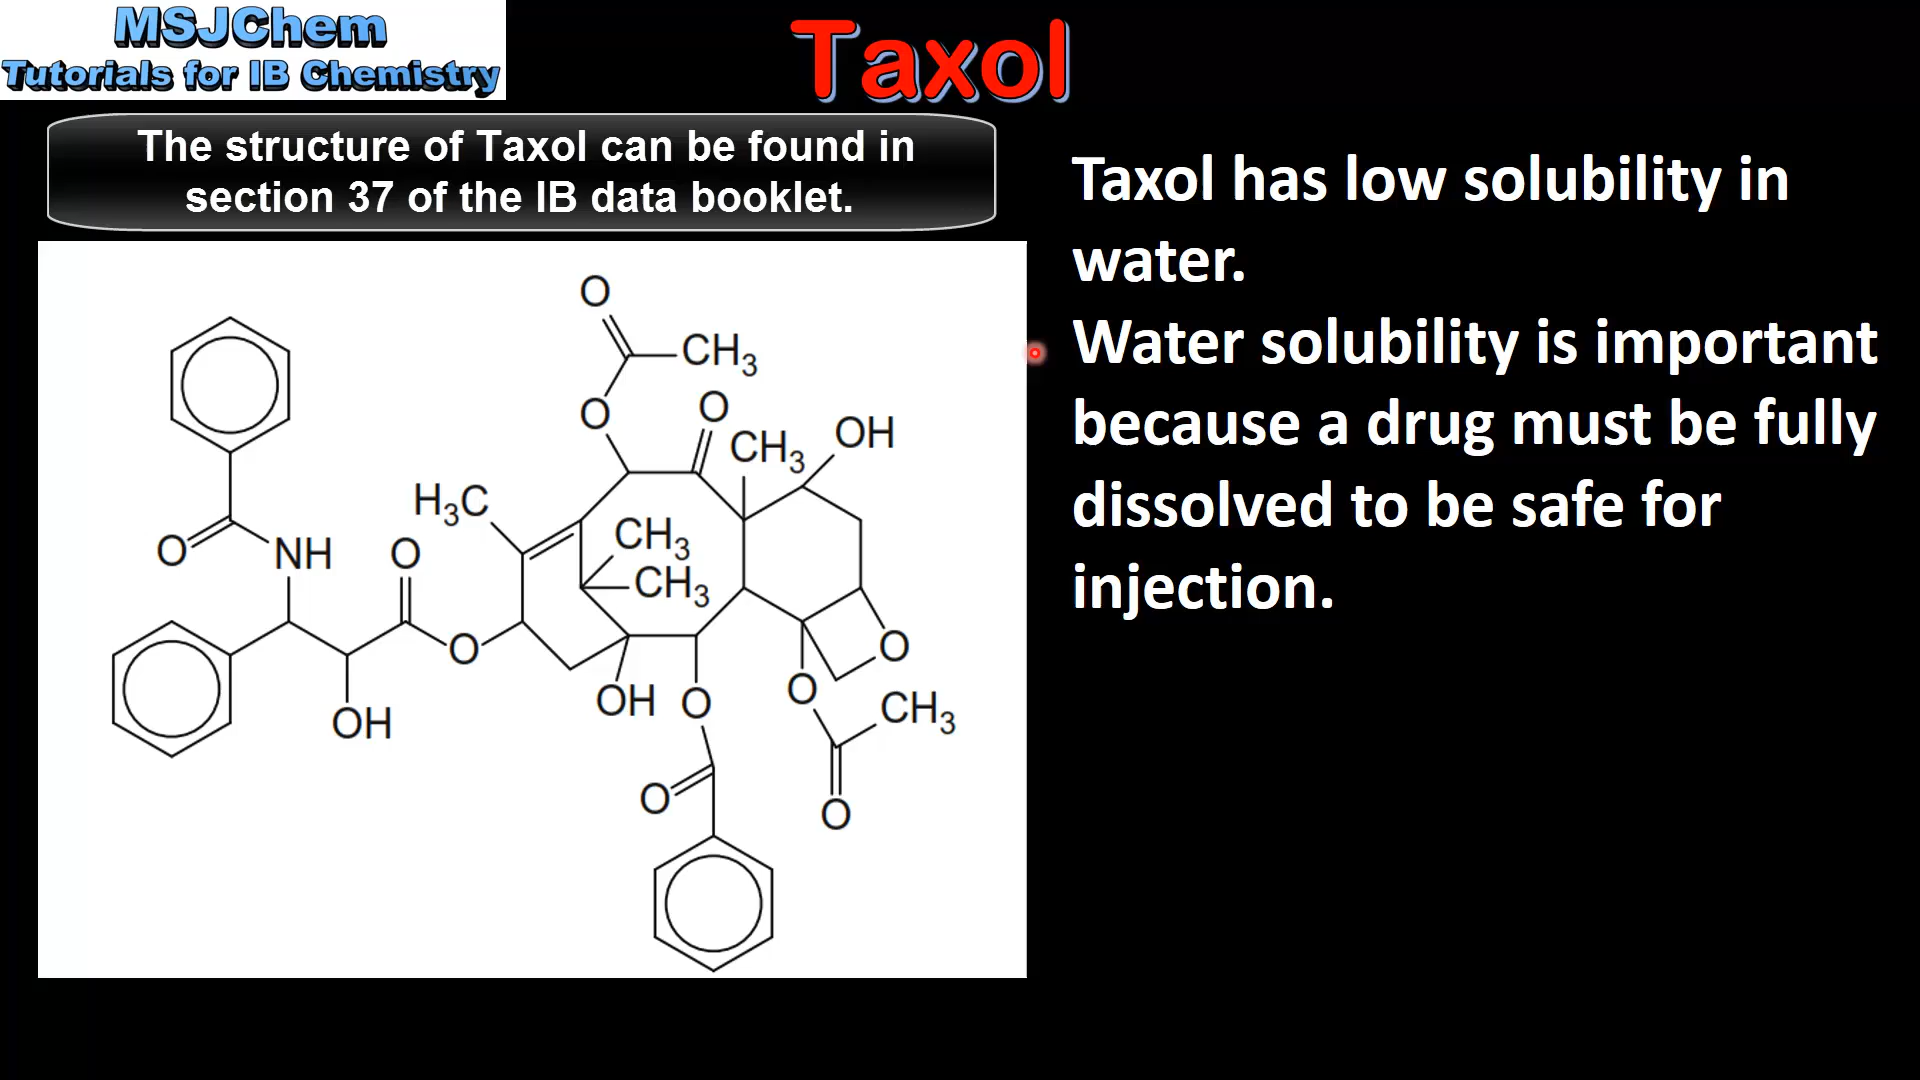 MSJChem
Tutorials for IB Chemistry
Taxol
The structure of Taxol can be found in
section 37 of the IB data booklet.
Taxol has low solubility in
water.
Water solubility is important
because a drug must be fully
dissolved to be safe for
injection.
O
CH3
O
O
CH3
OH
H3C
CH3
O
NH
O
CH3
O
O
OH
OH
O
O
CH3
O
O